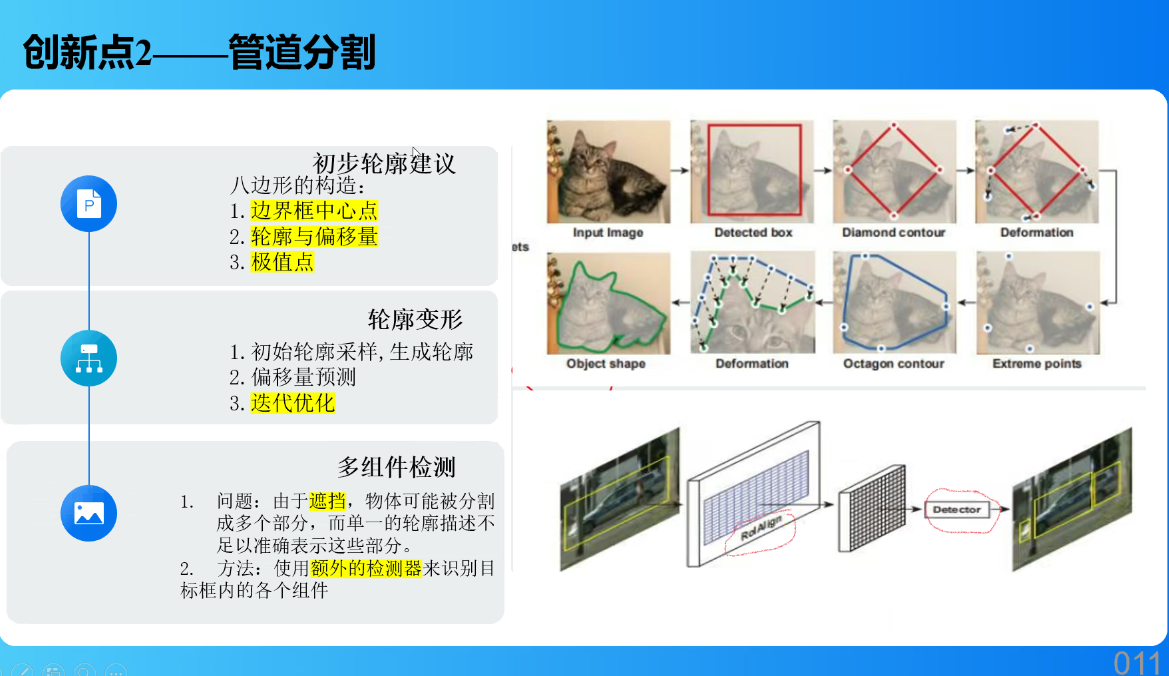 创新点2——管道分割
初步轮廓建议
八边形的构造：
1. 边界框中心点
2. 轮廓与偏移量
3. 极值点
轮廓变形
1. 初始轮廓采样,生成轮廓
2. 偏移量预测
3. 迭代优化
多组件检测
1. 问题：由于遮挡，物体可能被分割
成多个部分，而单一的轮廓描述不
足以准确表示这些部分。
2. 方法：使用额外的检测器来识别目
标框内的各个组件
P
Input Image
Detected box
Diamond contour
Deformation
ets
Object shape
Deformation
Octagon contour
Extreme points
RoIAlign
Detector
011